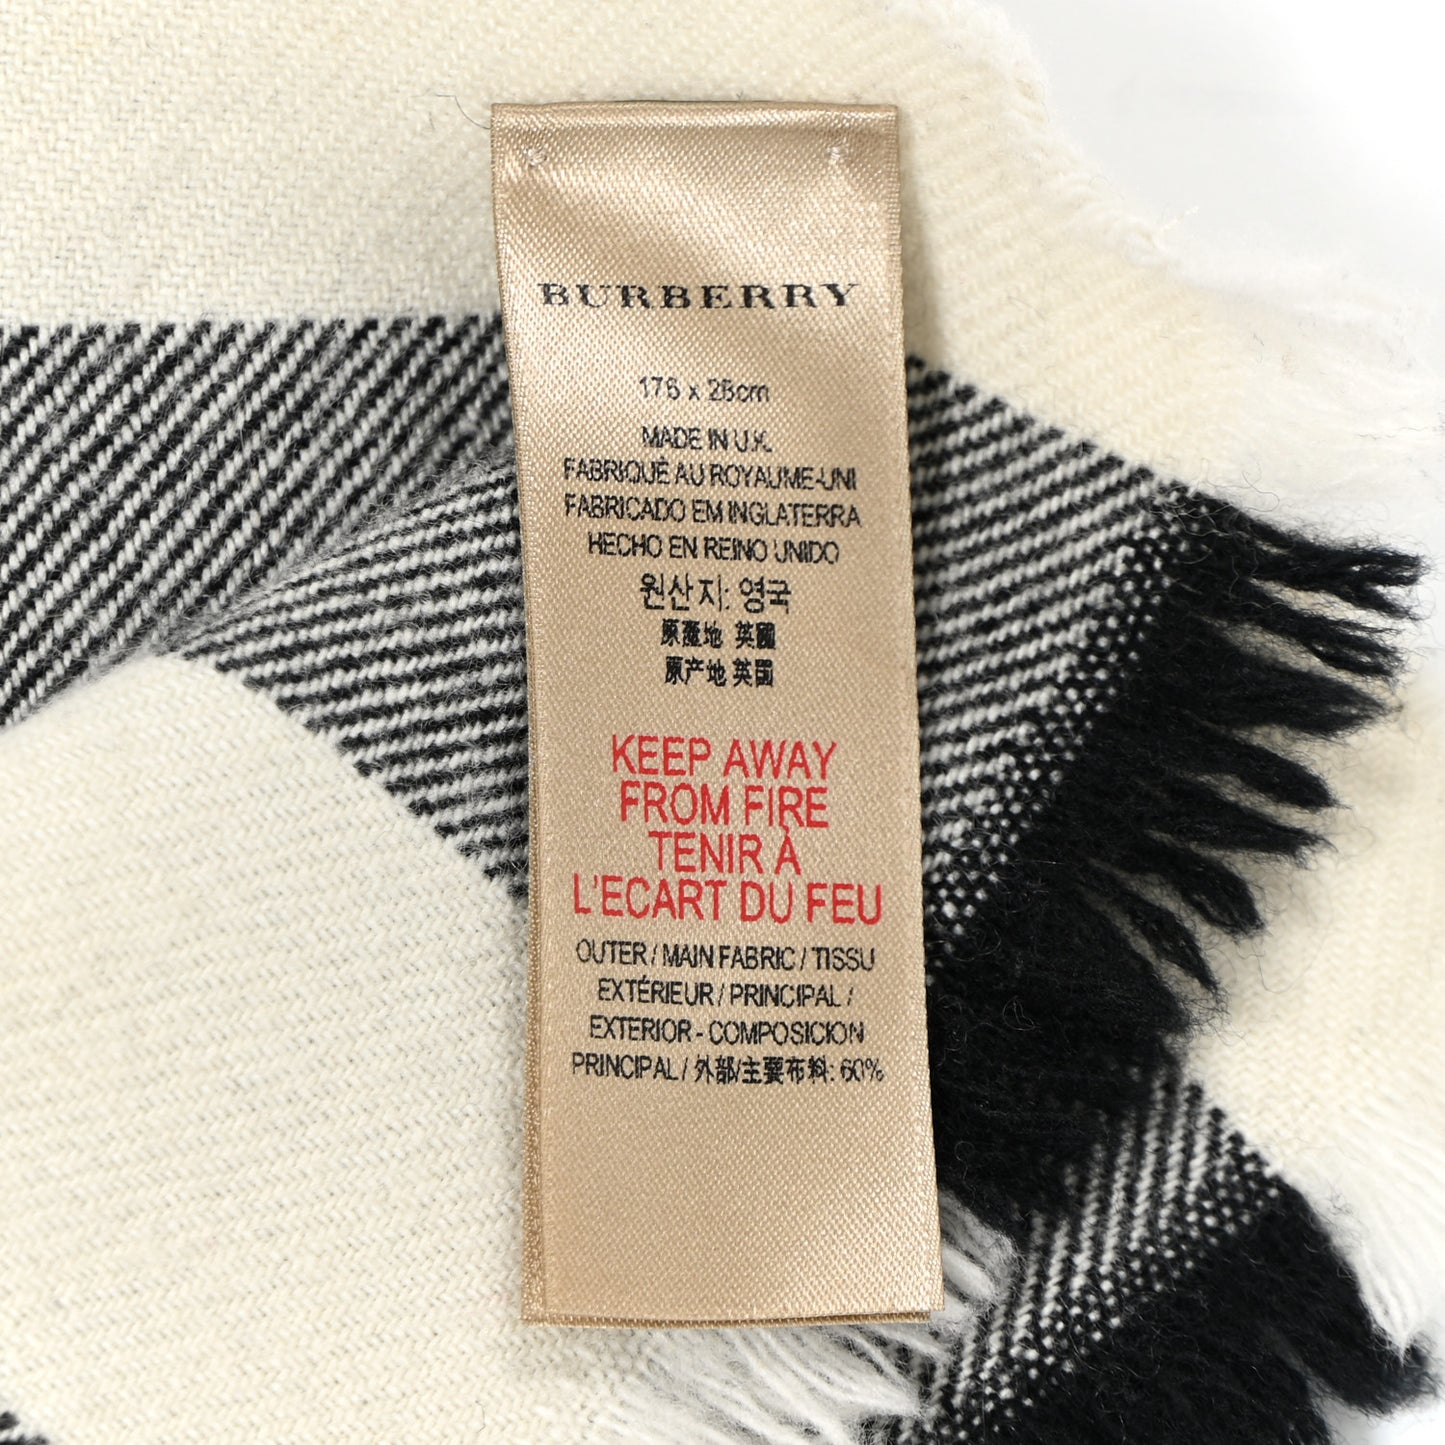 BURBERRY
176 x 26cm
MADE IN U.K.
FABRIQUÉ AU ROYAUME-UNI
FABRICADO EM INGLATERRA
HECHO EN REINO UNIDO
원산지: 영국
原產地 英國
原产地 英國
KEEP AWAY
FROM FIRE
TENIR À
L'ECART DU FEU
OUTER / MAIN FABRIC / TISSU
EXTÉRIEUR / PRINCIPAL /
EXTERIOR - COMPOSICION
PRINCIPAL / 外部/主要布料: 60%